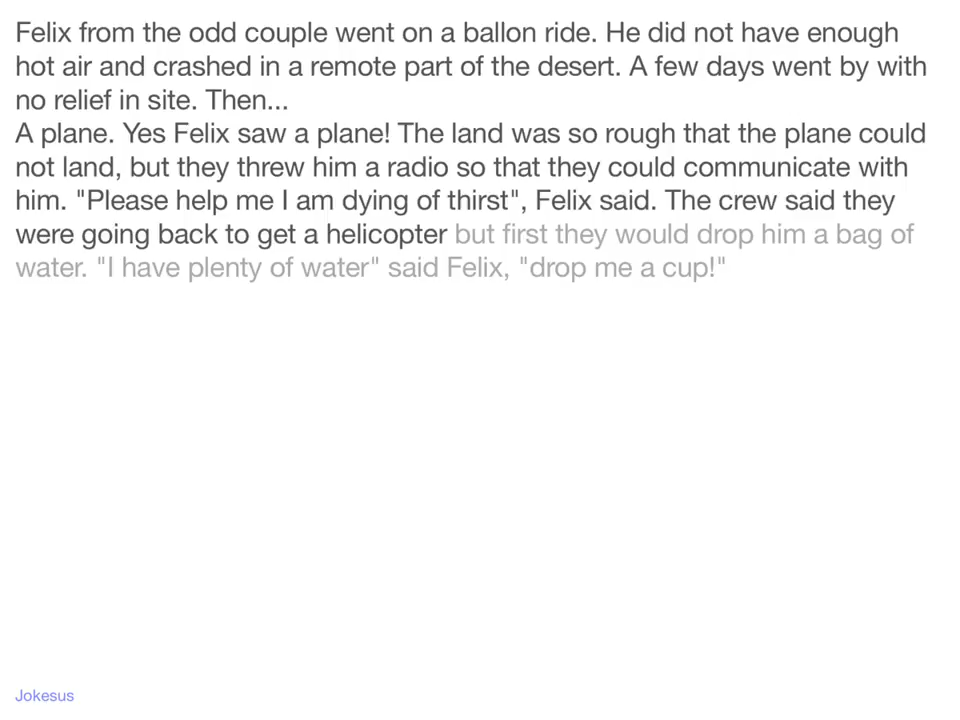 Felix from the odd couple went on a ballon ride. He did not have enough
hot air and crashed in a remote part of the desert. A few days went by with
no relief in site. Then...
A plane. Yes Felix saw a plane! The land was so rough that the plane could
not land, but they threw him a radio so that they could communicate with
him. "Please help me I am dying of thirst", Felix said. The crew said they
were going back to get a helicopter but first they would drop him a bag of
water. "I have plenty of water" said Felix, "drop me a cup!"
Jokesus